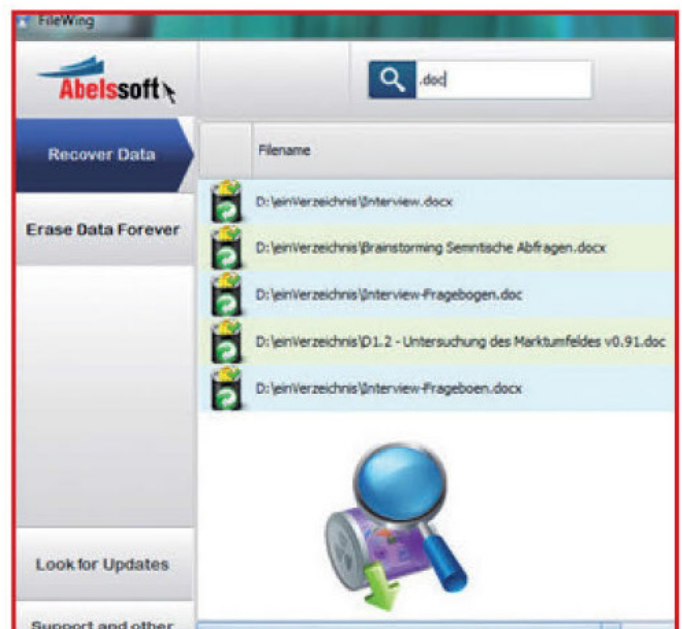 FileWing
Abelssoft
.doc
Recover Data
Filename
D:\einVerzeichnis\Interview.docx
Erase Data Forever
D:\einVerzeichnis\Brainstorming Semntische Abfragen.docx
D:\einVerzeichnis\Interview-Fragebogen.doc
D:\einVerzeichnis\D1.2 - Untersuchung des Marktumfeldes v0.91.doc
D:\einVerzeichnis\Interview-Frageboen.docx
Look for Updates
Support and other